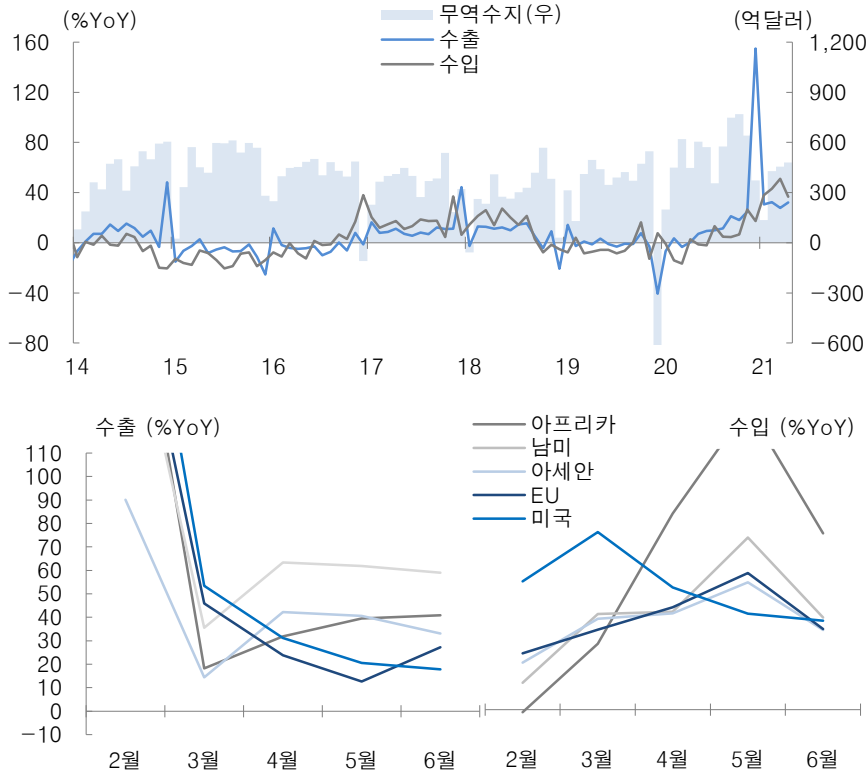 (%YoY)
무역수지(우)
(억달러)
수출
수입
160
120
80
40
0
-40
-80
1,200
900
600
300
0
-300
-600
14 15 16 17 18 19 20 21
수출 (%YoY)
아프리카
남미
아세안
EU
미국
수입 (%YoY)
110
100
90
80
70
60
50
40
30
20
10
0
-10
2월 3월 4월 5월 6월
2월 3월 4월 5월 6월